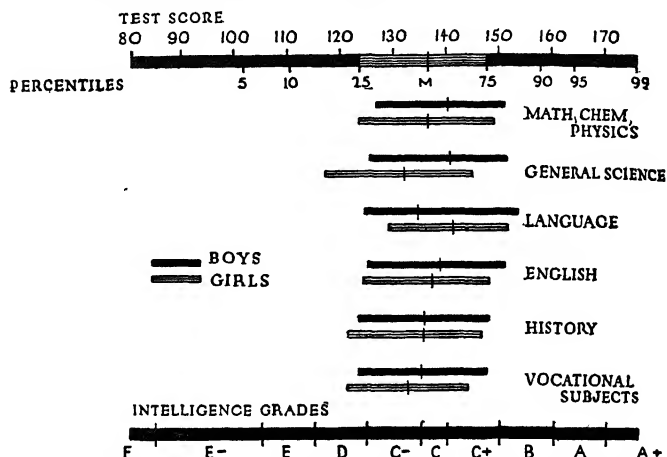 TEST SCORE
80 90 100 110 120 130 140 150 160 170
PERCENTILES 5 10 25 M 75 90 95 99
MATH, CHEM,
PHYSICS
GENERAL SCIENCE
LANGUAGE
BOYS
GIRLS
ENGLISH
HISTORY
VOCATIONAL
SUBJECTS
INTELLIGENCE GRADES
F E- E D C- C C+ B A A+